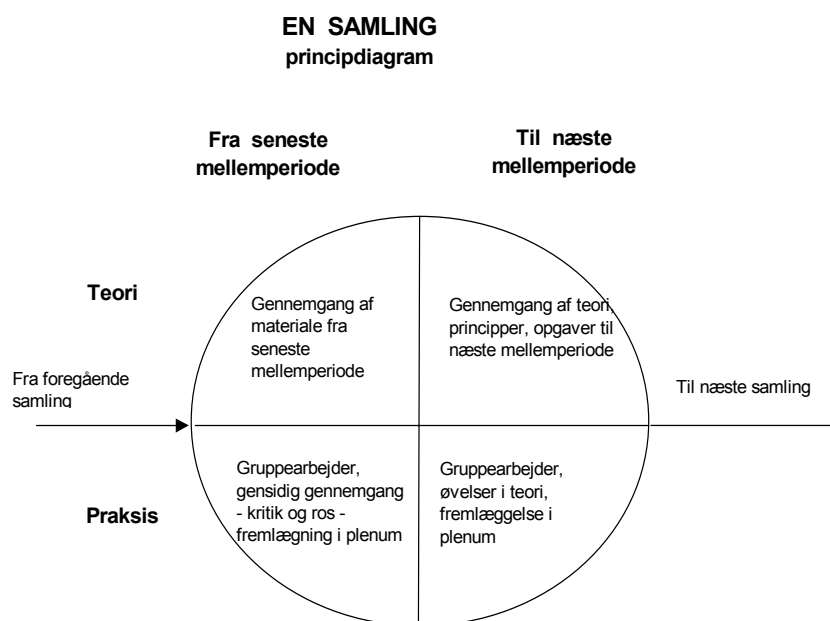 EN SAMLING
principdiagram
Fra seneste
mellemperiode
Til næste
mellemperiode
Teori
Gennemgang af
materiale fra
seneste
mellemperiode
Gennemgang af teori,
principper, opgaver til
næste mellemperiode
Fra foregående
samling
Til næste samling
Praksis
Gruppearbejder,
gensidig gennemgang
- kritik og ros -
fremlægning i plenum
Gruppearbejder,
øvelser i teori,
fremlæggelse i
plenum